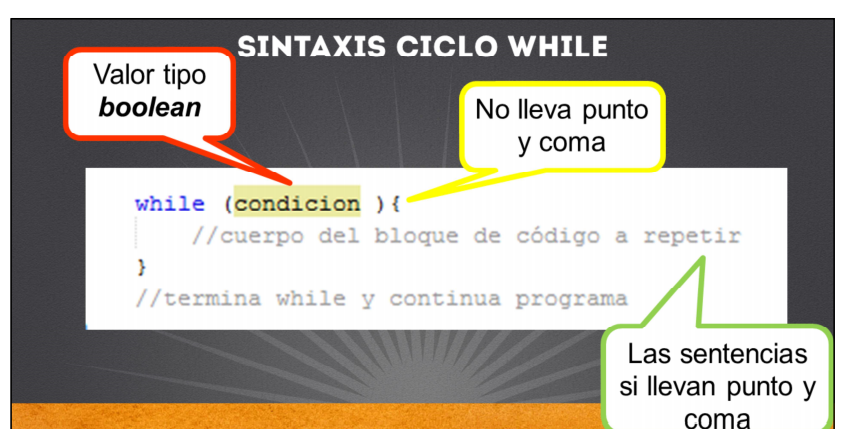 SINTAXIS CICLO WHILE
Valor tipo
boolean
No lleva punto
y coma
while (condicion ){
//cuerpo del bloque de código a repetir
}
//termina while y continua programa
Las sentencias
si llevan punto y
coma